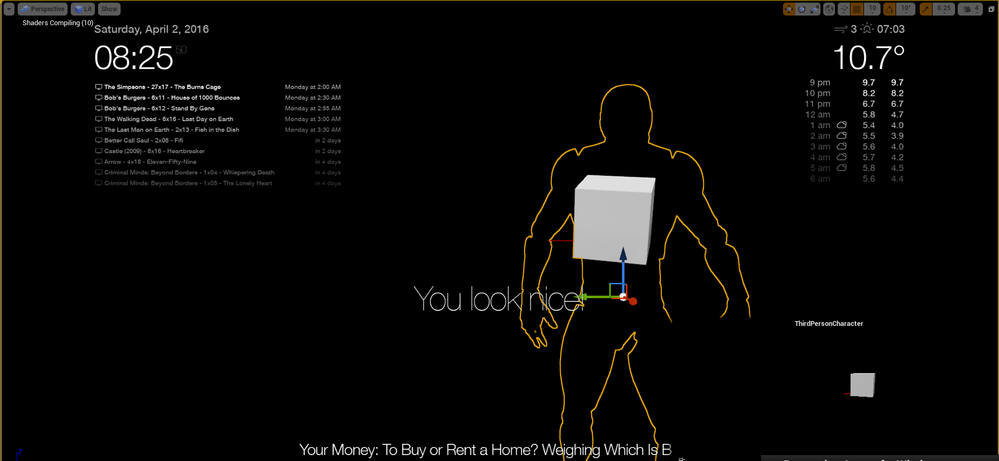 Perspective Lit Show 10 10° 0.25 4
Shaders Compiling (10)
Saturday, April 2, 2016
3 07:03
08:25 50
10.7°
The Simpsons - 27x17 - The Burns Cage Monday at 2:00 AM
Bob's Burgers - 6x11 - House of 1000 Bounces Monday at 2:30 AM
Bob's Burgers - 6x12 - Stand By Gene Monday at 2:55 AM
The Walking Dead - 6x16 - Last Day on Earth Monday at 3:00 AM
The Last Man on Earth - 2x13 - Fish in the Dish Monday at 3:30 AM
Better Call Saul - 2x08 - Fifi in 2 days
Castle (2009) - 8x16 - Heartbreaker in 2 days
Arrow - 4x18 - Eleven-Fifty-Nine in 4 days
Criminal Minds: Beyond Borders - 1x04 - Whispering Death in 4 days
Criminal Minds: Beyond Borders - 1x05 - The Lonely Heart in 4 days
9 pm 9.7 9.7
10 pm 8.2 8.2
11 pm 6.7 6.7
12 am 5.8 4.7
1 am 5.4 4.0
2 am 5.5 3.9
3 am 5.6 4.0
4 am 5.7 4.2
5 am 5.8 4.5
6 am 5.6 4.4
You look nice!
ThirdPersonCharacter
Your Money: To Buy or Rent a Home? Weighing Which Is B
Z